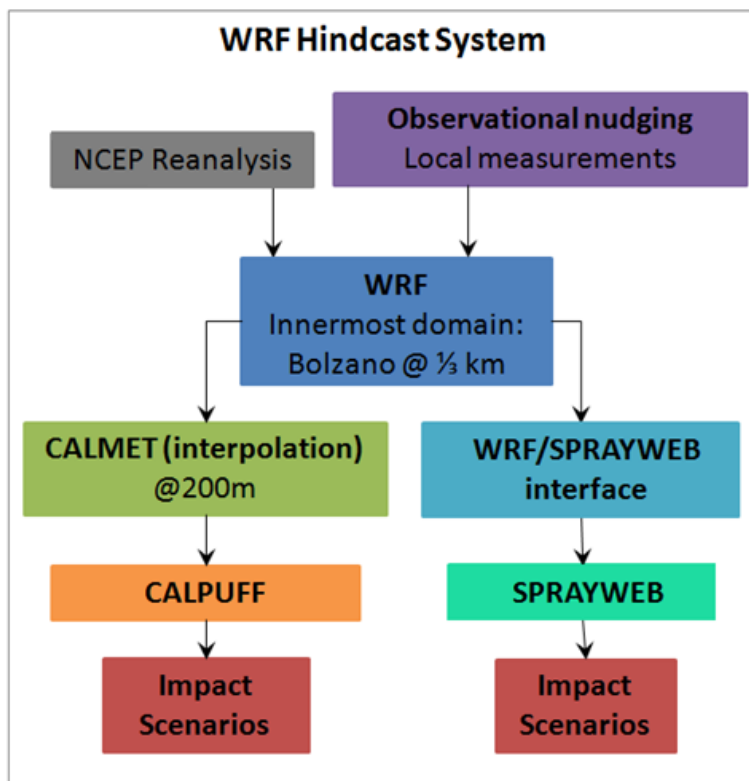 WRF Hindcast System
NCEP Reanalysis
Observational nudging
Local measurements
WRF
Innermost domain:
Bolzano @ ⅓ km
CALMET (interpolation)
@200m
WRF/SPRAYWEB
interface
CALPUFF
SPRAYWEB
Impact
Scenarios
Impact
Scenarios